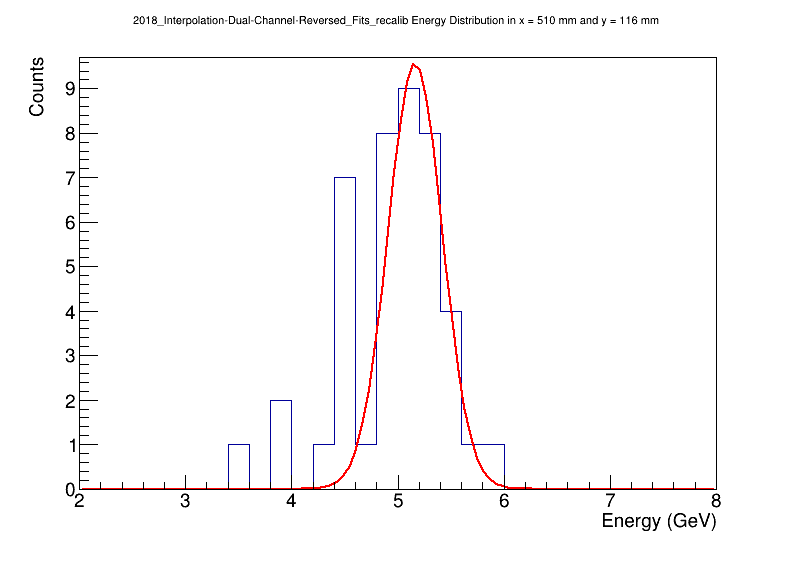 2018_Interpolation-Dual-Channel-Reversed_Fits_recalib Energy Distribution in x = 510 mm and y = 116 mm
Counts
9
8
7
6
5
4
3
2
1
0
2 3 4 5 6 7 8
Energy (GeV)